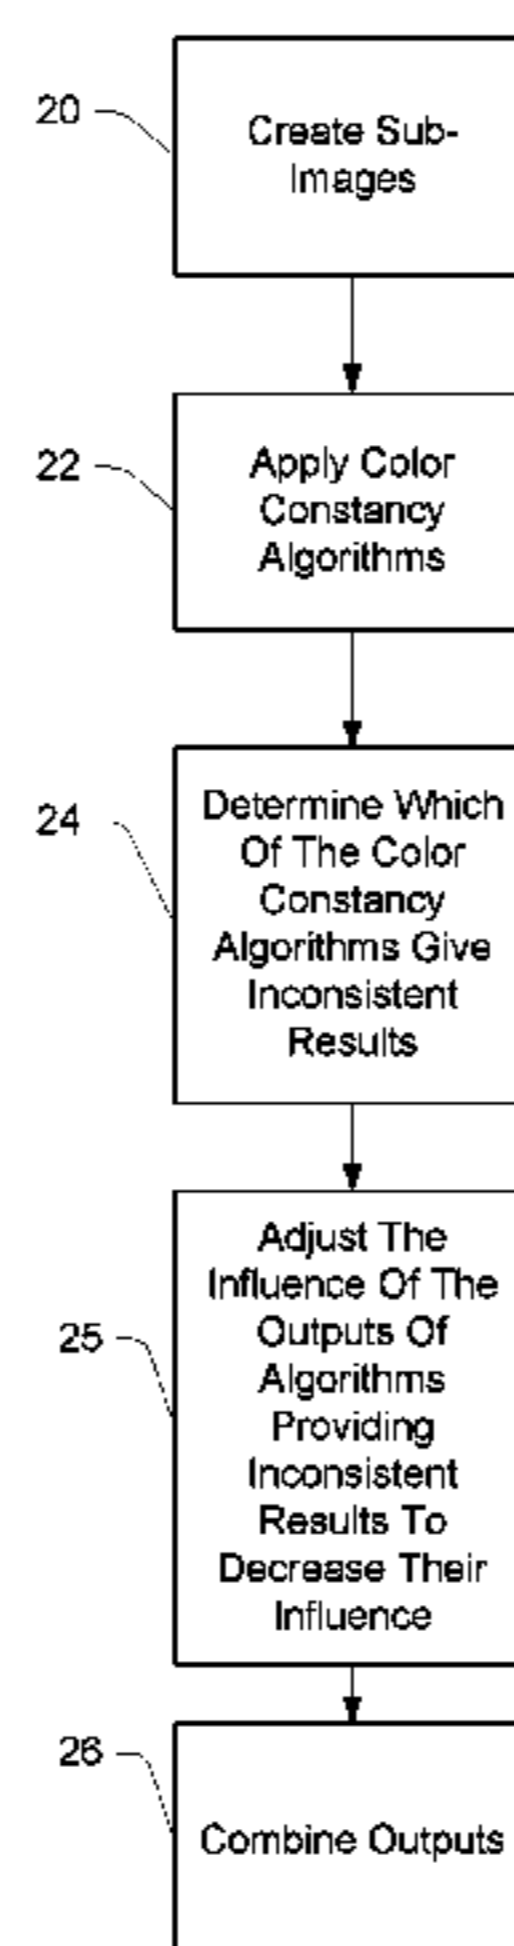 20
Create Sub-
Images
22
Apply Color
Constancy
Algorithms
24
Determine Which
Of The Color
Constancy
Algorithms Give
Inconsistent
Results
25
Adjust The
Influence Of The
Outputs Of
Algorithms
Providing
Inconsistent
Results To
Decrease Their
Influence
26
Combine Outputs